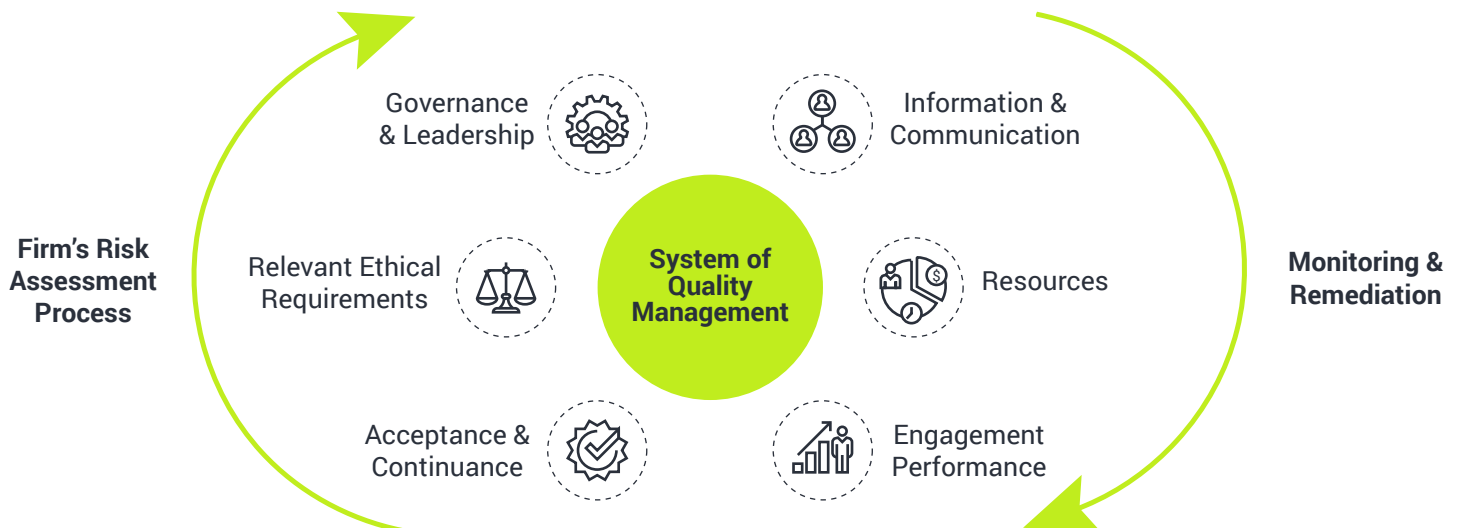 Governance
& Leadership
Information &
Communication
Firm’s Risk
Assessment
Process
Relevant Ethical
Requirements
System of
Quality
Management
$
Resources
Monitoring &
Remediation
Acceptance &
Continuance
Engagement
Performance